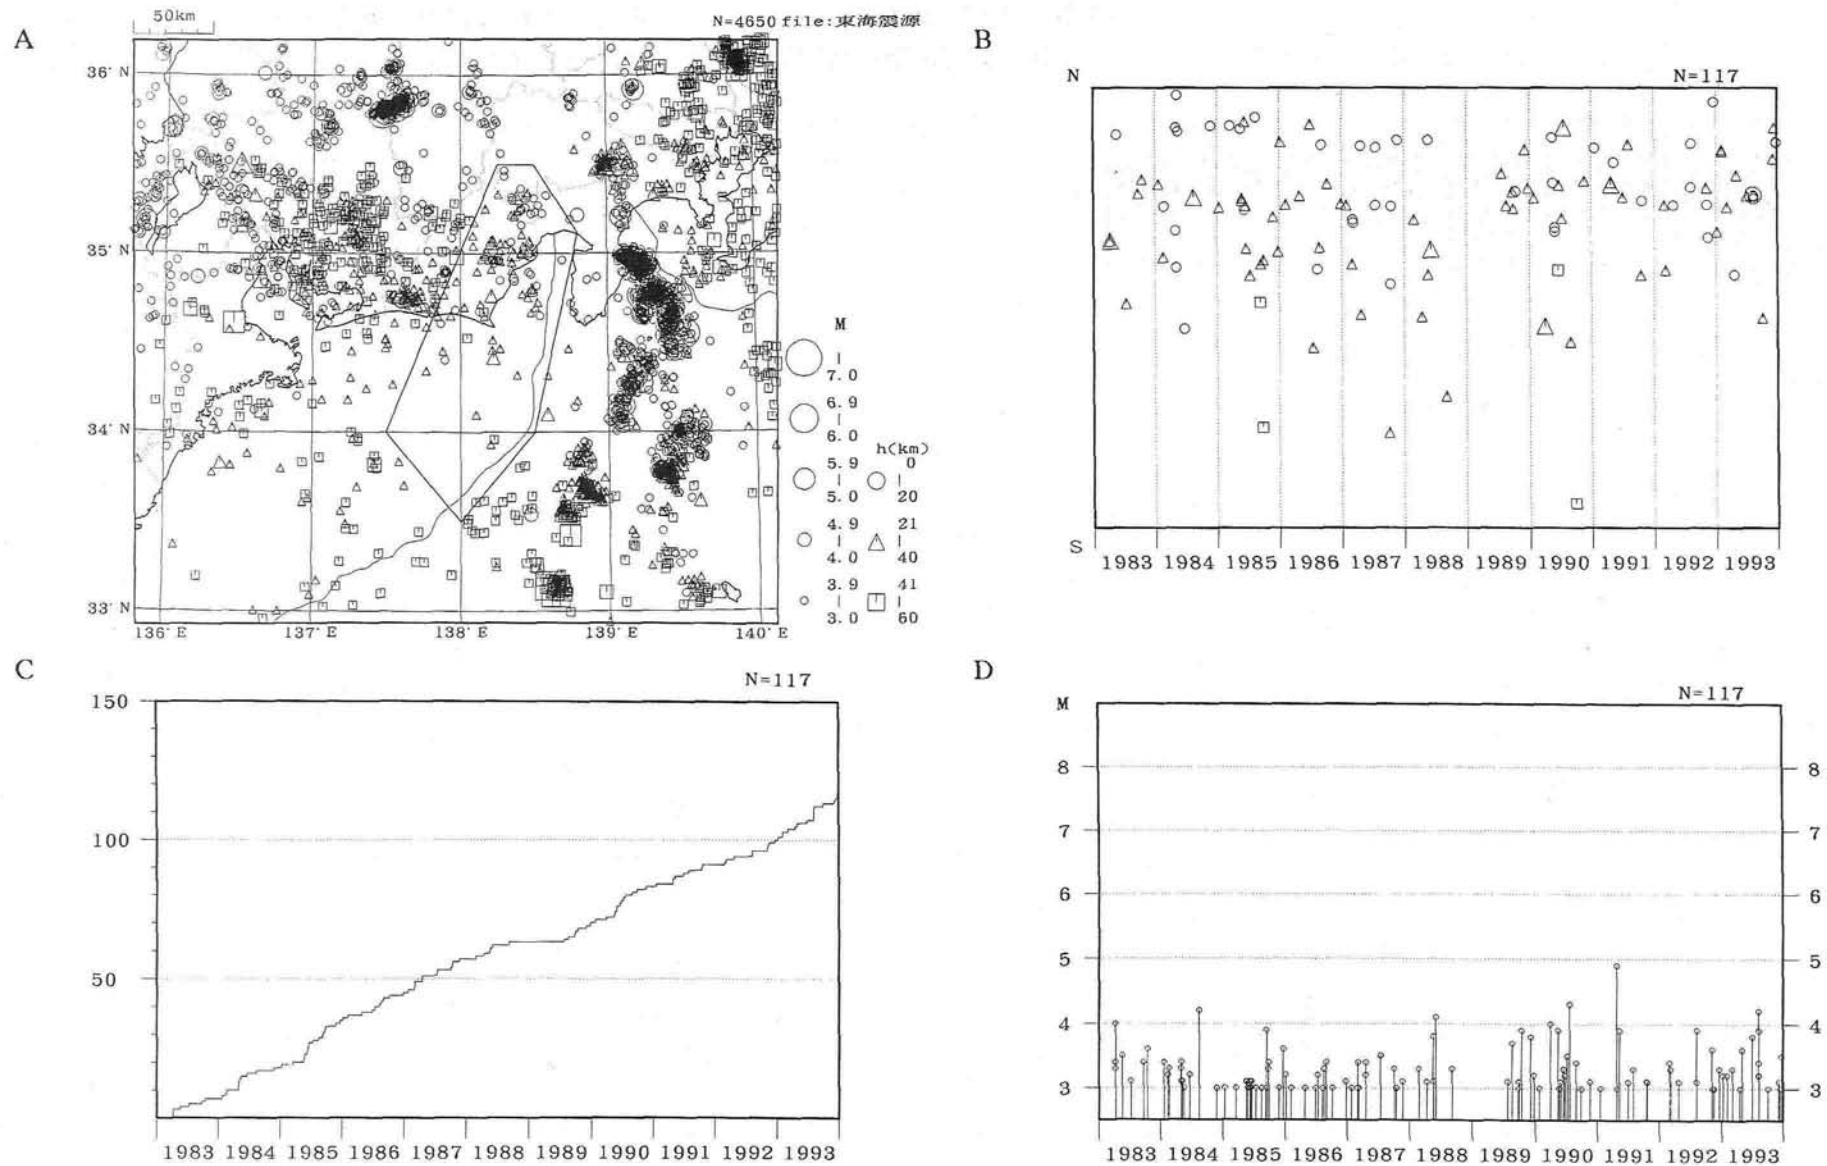 A
50km
N=4650 file:東海震源
36° N
35° N
34° N
33° N
136° E
137° E
138° E
139° E
140° E
M
7.0
6.9
6.0
5.9
5.0
4.9
4.0
3.9
3.0
h(km)
0
20
21
40
41
60
B
N=117
N
S
1983 1984 1985 1986 1987 1988 1989 1990 1991 1992 1993
C
N=117
150
100
50
1983 1984 1985 1986 1987 1988 1989 1990 1991 1992 1993
D
N=117
M
8 8
7 7
6 6
5 5
4 4
3 3
1983 1984 1985 1986 1987 1988 1989 1990 1991 1992 1993